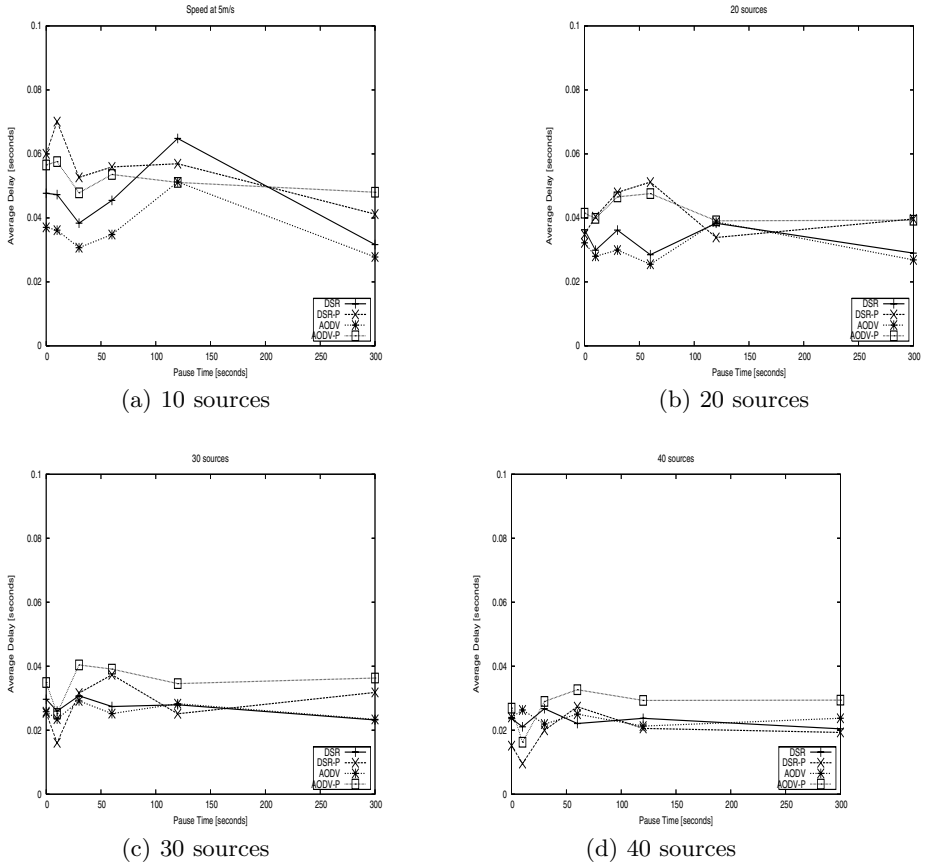 Speed at 5m/s
0.1
0.08
0.06
0.04
0.02
0
Average Delay [seconds]
0 50 100 150 200 250 300
Pause Time [seconds]
DSR
DSR-P
AODV
AODV-P
(a) 10 sources
20 sources
0.1
0.08
0.06
0.04
0.02
0
Average Delay [seconds]
0 50 100 150 200 250 300
Pause Time [seconds]
DSR
DSR-P
AODV
AODV-P
(b) 20 sources
30 sources
0.1
0.08
0.06
0.04
0.02
0
Average Delay [seconds]
0 50 100 150 200 250 300
Pause Time [seconds]
DSR
DSR-P
AODV
AODV-P
(c) 30 sources
40 sources
0.1
0.08
0.06
0.04
0.02
0
Average Delay [seconds]
0 50 100 150 200 250 300
Pause Time [seconds]
DSR
DSR-P
AODV
AODV-P
(d) 40 sources